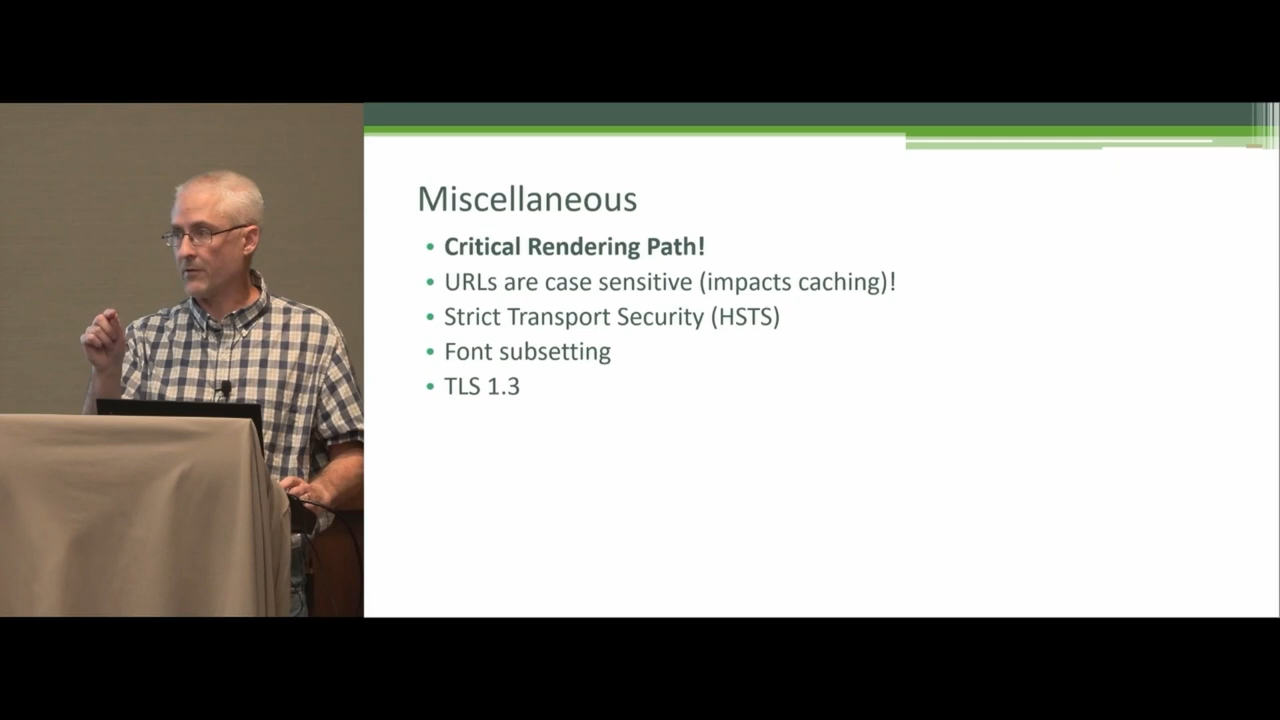 Miscellaneous
• Critical Rendering Path!
• URLs are case sensitive (impacts caching)!
• Strict Transport Security (HSTS)
• Font subsetting
• TLS 1.3